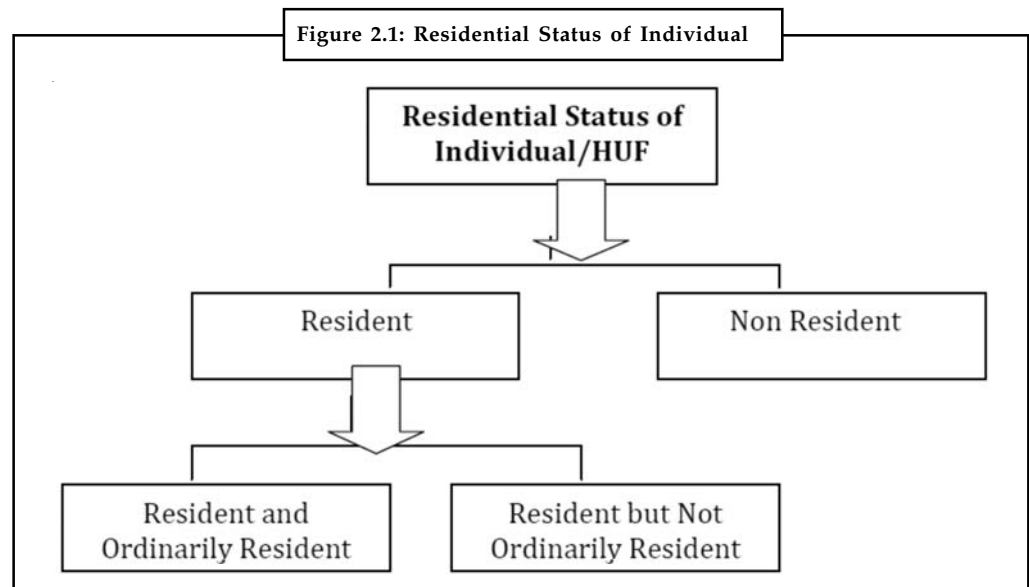 Figure 2.1: Residential Status of Individual
Residential Status of
Individual/HUF
Resident
Non Resident
Resident and
Ordinarily Resident
Resident but Not
Ordinarily Resident